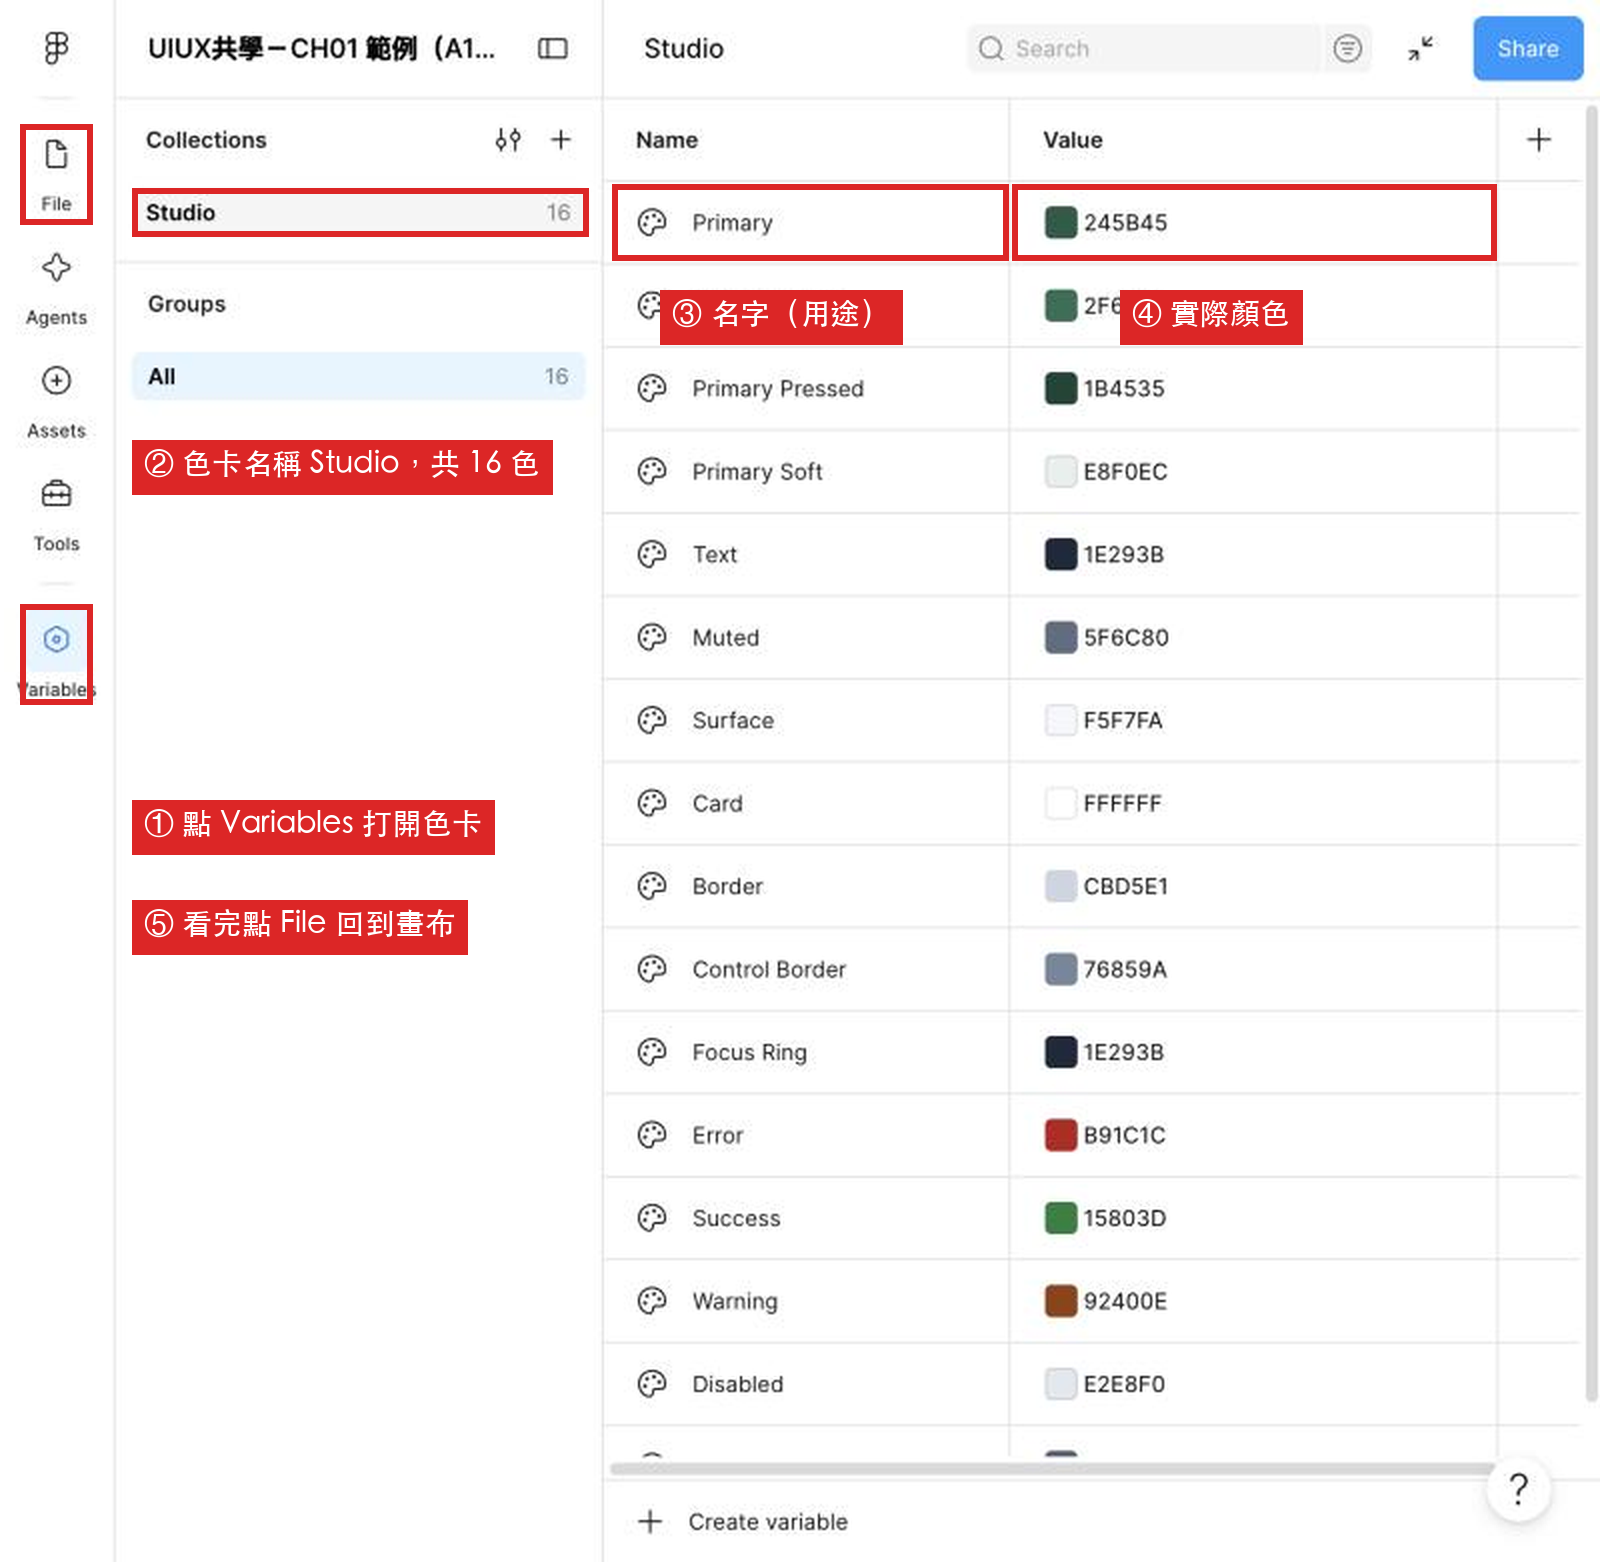 UIUX共學－CH01 範例（A1...
Studio
Search
Share
File
Agents
Assets
Tools
Variables
Collections
Studio 16
Groups
All 16
② 色卡名稱 Studio，共 16 色
① 點 Variables 打開色卡
⑤ 看完點 File 回到畫布
Name Value
Primary 245B45
2F6
③ 名字（用途）
④ 實際顏色
Primary Pressed 1B4535
Primary Soft E8F0EC
Text 1E293B
Muted 5F6C80
Surface F5F7FA
Card FFFFFF
Border CBD5E1
Control Border 76859A
Focus Ring 1E293B
Error B91C1C
Success 15803D
Warning 92400E
Disabled E2E8F0
Create variable
?